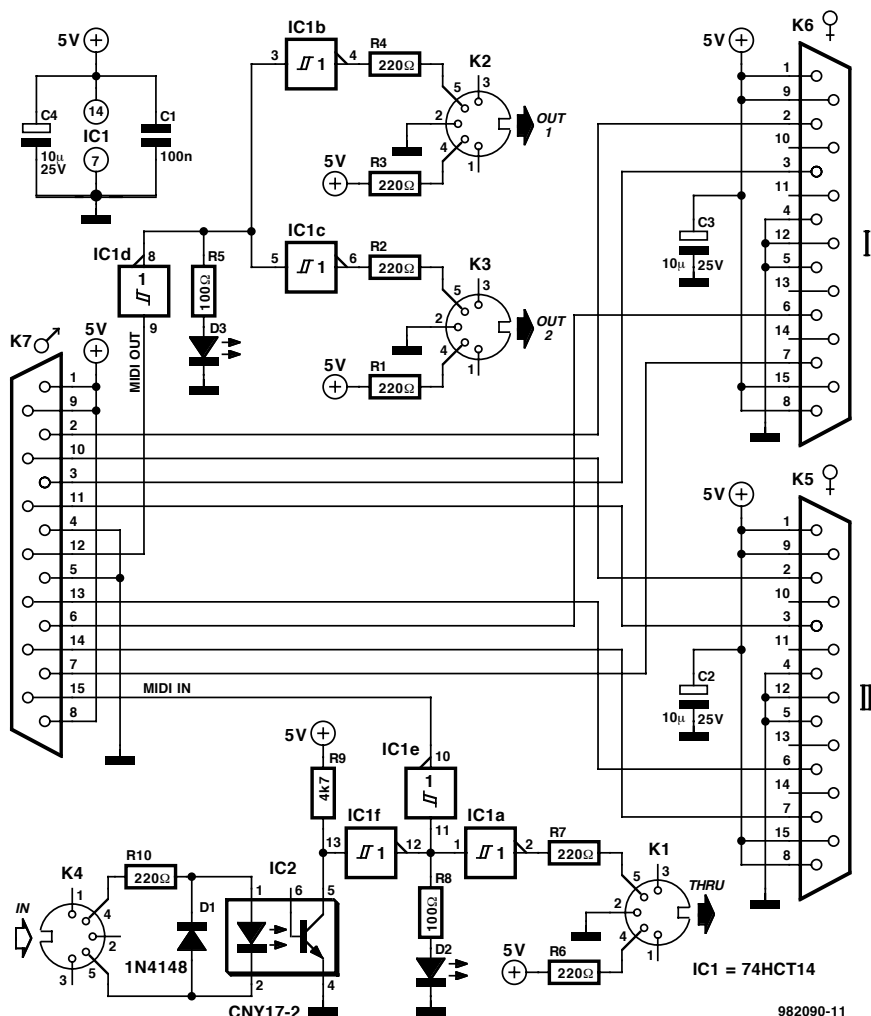 5V
C4
10µ
25V
14
IC1
7
C1
100n
IC1b
3
1
4
R4
220Ω
K2
5
3
2
4
1
OUT
1
5V
R3
220Ω
IC1d
8
1
9
R5
100Ω
D3
MIDI OUT
IC1c
5
1
6
R2
220Ω
K3
5
3
2
4
1
OUT
2
5V
R1
220Ω
K6
5V
1
9
2
10
3
11
4
12
5
13
6
14
7
15
8
C3
10µ
25V
I
K7
5V
1
9
2
10
3
11
4
12
5
13
6
14
7
15
8
MIDI IN
K5
5V
1
9
2
10
3
11
4
12
5
13
6
14
7
15
8
C2
10µ
25V
II
5V
R9
4k7
IC1e
10
1
11
IC1f
13
1
12
IC1a
1
1
2
R7
220Ω
K1
5
3
2
4
1
THRU
R8
100Ω
D2
5V
R6
220Ω
K4
IN
1
4
2
5
3
R10
220Ω
D1
1N4148
IC2
1
6
5
2
4
CNY17-2
IC1 = 74HCT14
982090-11